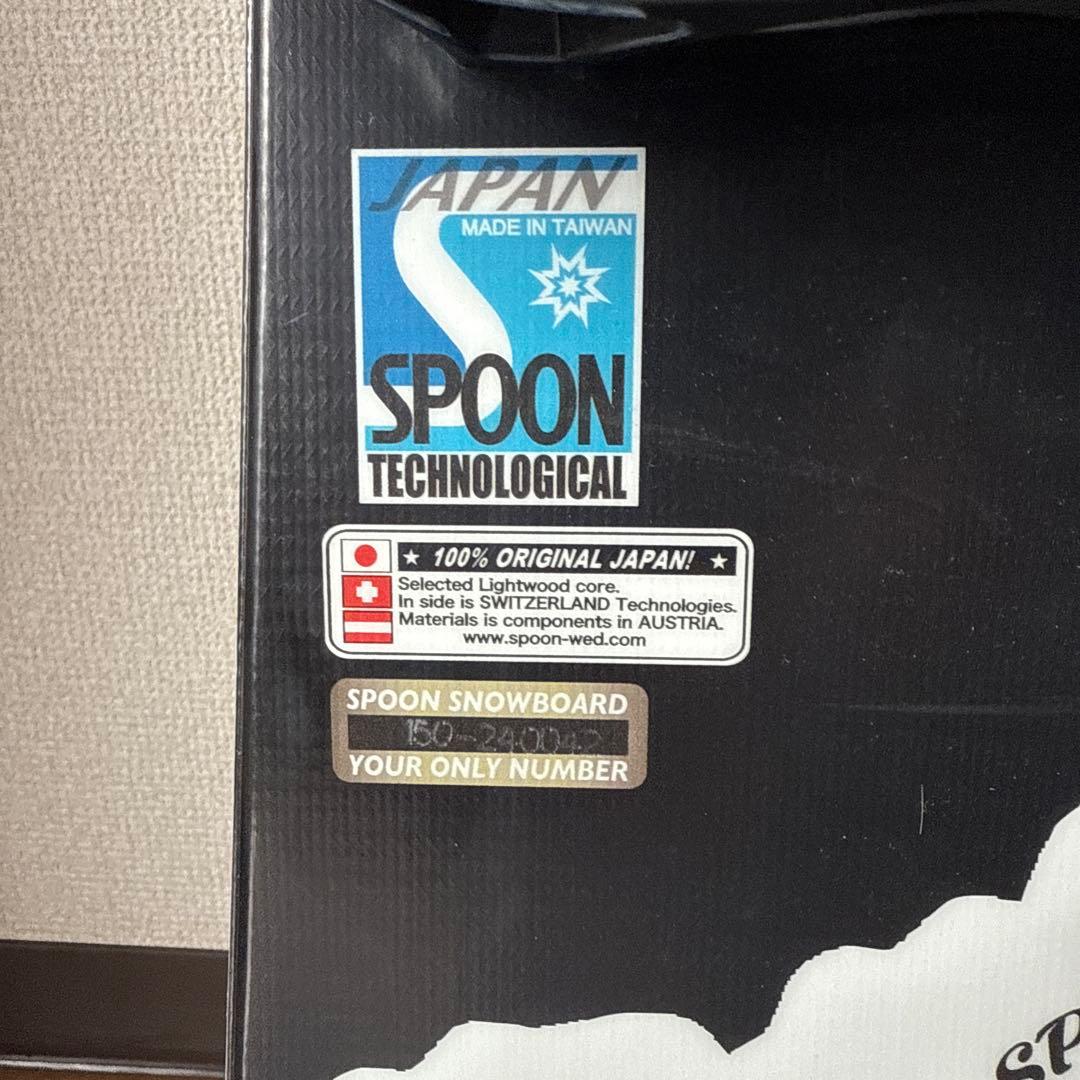 JAPAN
MADE IN TAIWAN
SPOON
TECHNOLOGICAL
★ 100% ORIGINAL JAPAN! ★
Selected Lightwood core.
In side is SWITZERLAND Technologies.
Materials is components in AUSTRIA.
www.spoon-wed.com
SPOON SNOWBOARD
150-240042
YOUR ONLY NUMBER
SP